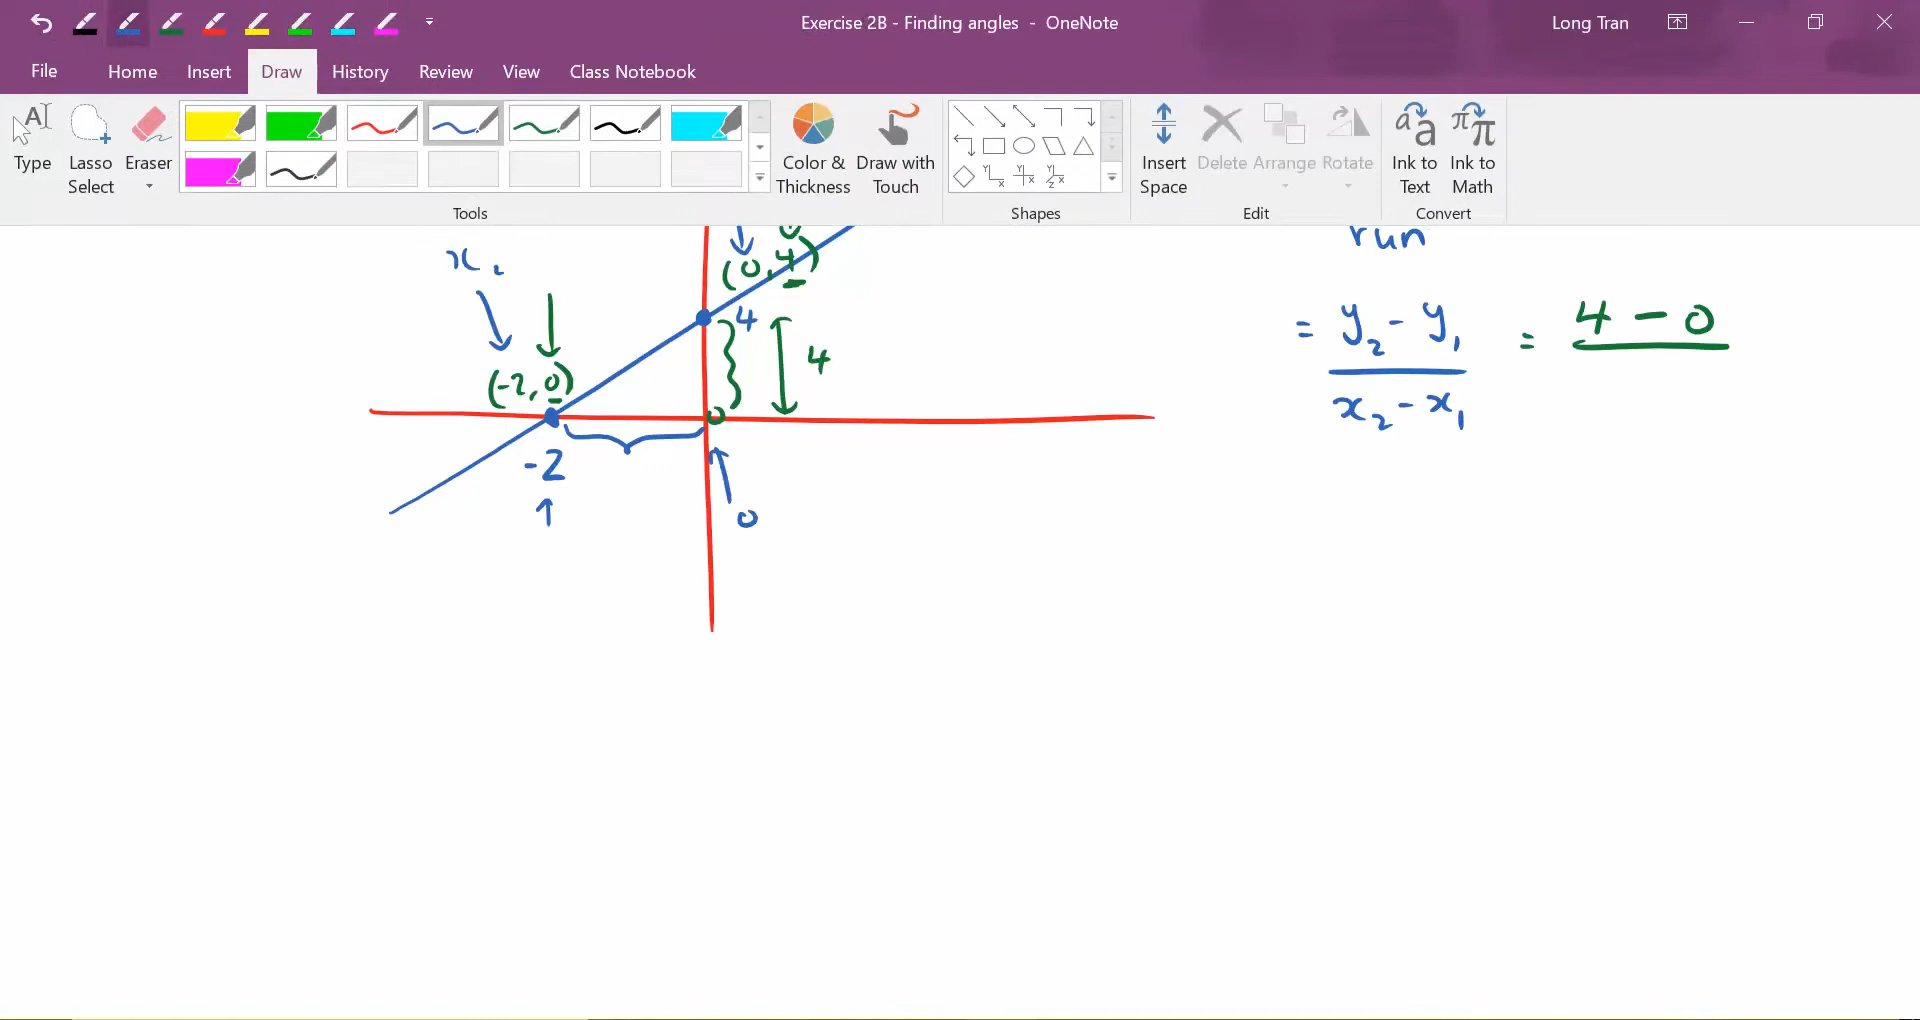 Exercise 2B - Finding angles - OneNote
Long Tran
File Home Insert Draw History Review View Class Notebook
Type
Lasso Select
Eraser
Color & Thickness
Draw with Touch
Insert Space
Delete
Arrange
Rotate
Ink to Text
Ink to Math
Tools
Shapes
Edit
Convert
run
x₂
(0, 4)
4
4
(-2, 0)
0
-2
0
= y₂ - y₁ = 4 - 0
x₂ - x₁